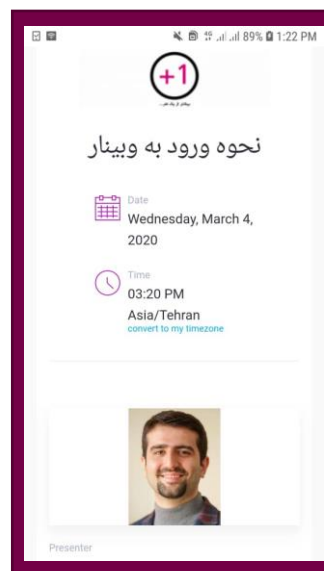 89% 1:22 PM
+1
نحوه ورود به وبینار
Date
Wednesday, March 4,
2020
Time
03:20 PM
Asia/Tehran
convert to my timezone
Presenter